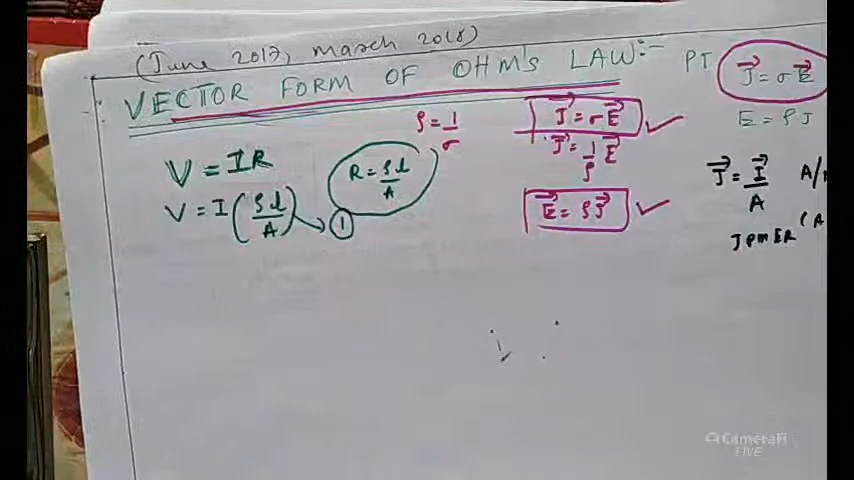 (June 2017, march 2018)
VECTOR FORM OF OHM'S LAW:-
PT J⃗ = σE⃗
E = ρJ
ρ = 1/σ
J⃗ = σE⃗
J⃗ = 1/ρ E⃗
E⃗ = ρJ⃗
V = IR
R = ρl/A
V = I(ρl/A) → 1
J⃗ = I⃗/A A/
JPMER (A
CameraFi
LIVE